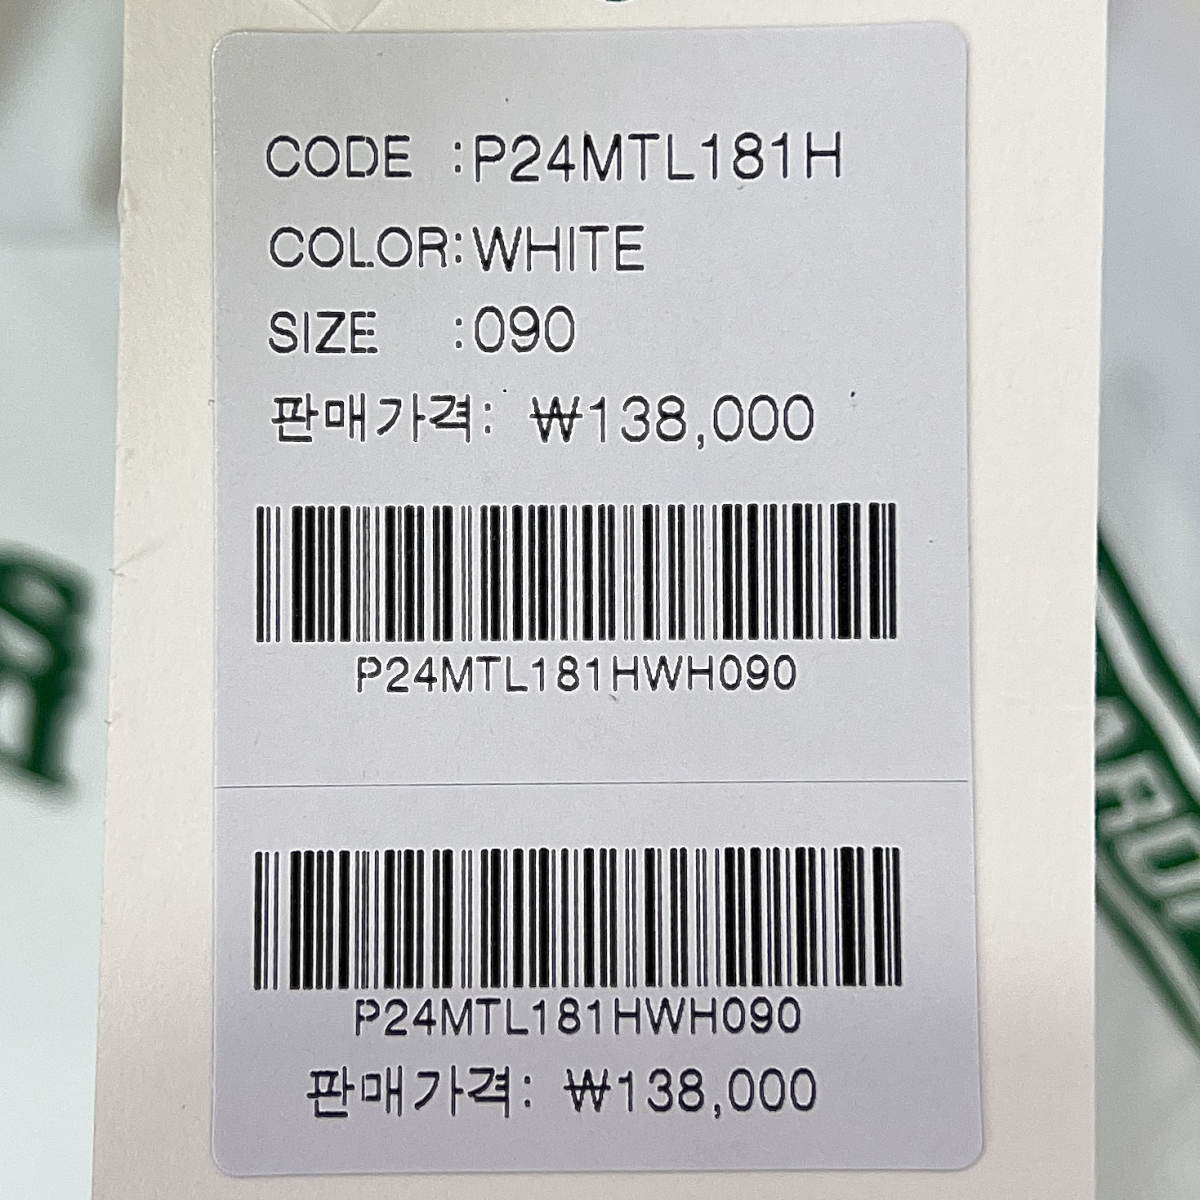 CODE :P24MTL181H
COLOR:WHITE
SIZE :090
판매가격: ₩138,000
P24MTL181HWH090
P24MTL181HWH090
판매가격: ₩138,000